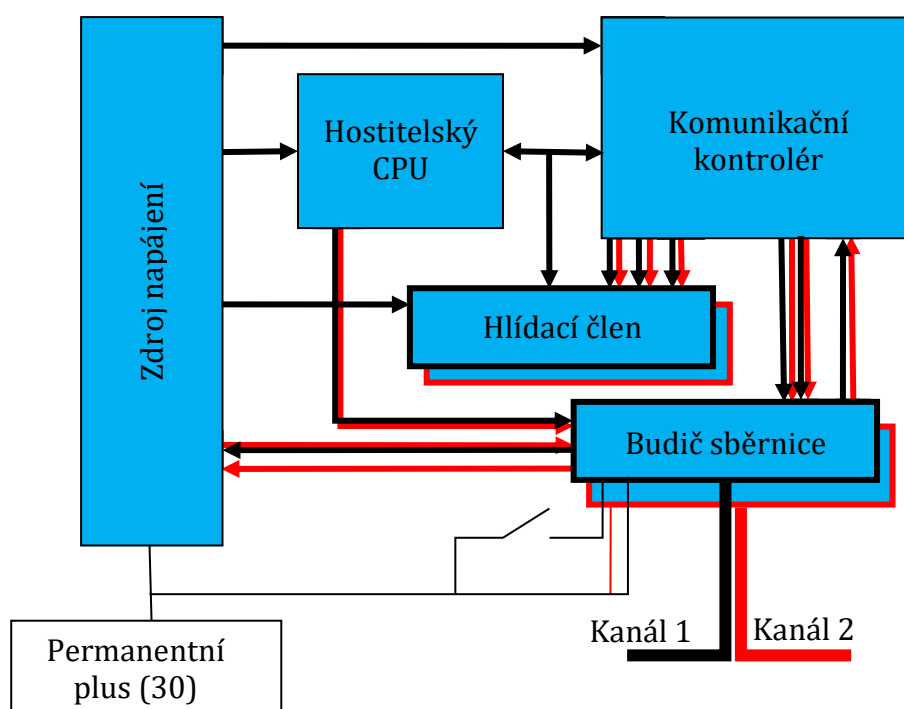 Hostitelský
CPU
Komunikační
kontrolér
Zdroj napájení
Hlídací člen
Budič sběrnice
Kanál 1
Kanál 2
Permanentní
plus (30)